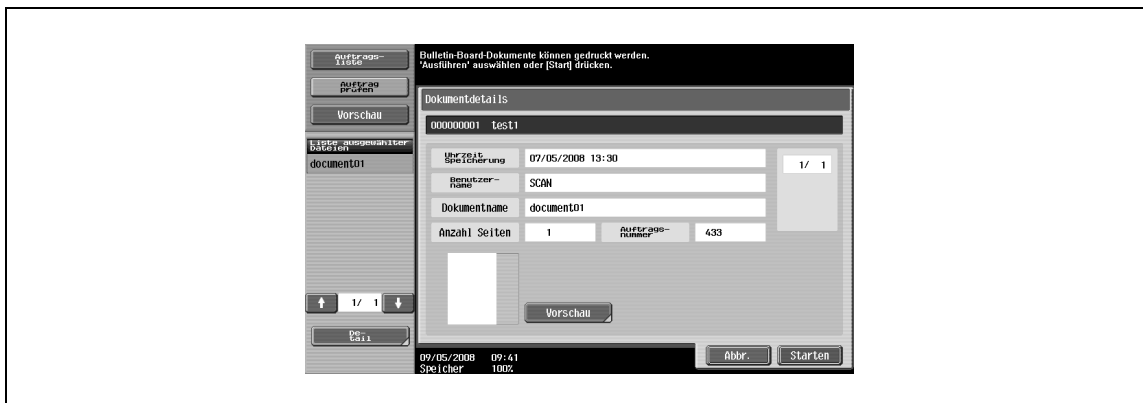 Auftrags-
liste
Auftrag
prüfen
Vorschau
Liste ausgewählter
Dateien
document01
1/ 1
De-
tail
Bulletin-Board-Dokumente können gedruckt werden.
'Ausführen' auswählen oder [Start] drücken.
Dokumentdetails
000000001 test1
Uhrzeit
Speicherung
07/05/2008 13:30
1/ 1
Benutzer-
name
SCAN
Dokumentname
document01
Anzahl Seiten
1
Auftrags-
nummer
433
Vorschau
09/05/2008 09:41
Speicher 100%
Abbr.
Starten